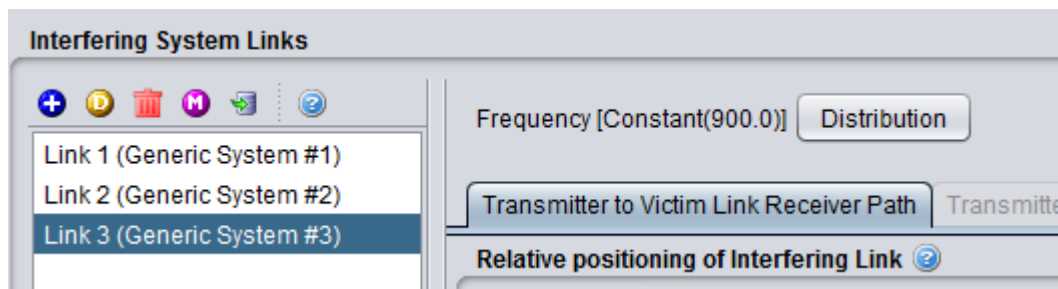 Interfering System Links
D M ?
Link 1 (Generic System #1)
Link 2 (Generic System #2)
Link 3 (Generic System #3)
Frequency [Constant(900.0)] Distribution
Transmitter to Victim Link Receiver Path Transmitte
Relative positioning of Interfering Link ?